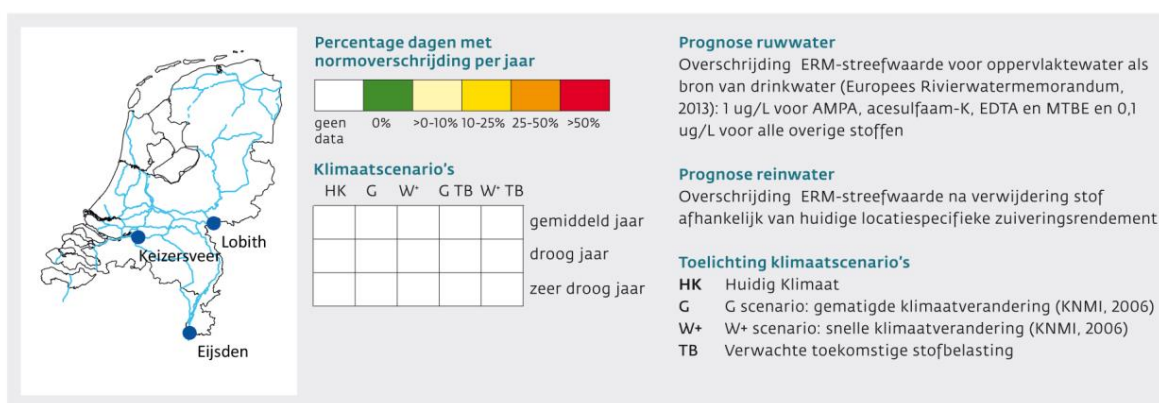 Lobith
Keizersveer
Eijsden
Percentage dagen met
normoverschrijding per jaar
geen
data
0%
>0-10%
10-25%
25-50%
>50%
Klimaatscenario's
HK G W+ G TB W+ TB
gemiddeld jaar
droog jaar
zeer droog jaar
Prognose ruwwater
Overschrijding ERM-streefwaarde voor oppervlaktewater als
bron van drinkwater (Europees Rivierwatermemorandum,
2013): 1 ug/L voor AMPA, acesulfaam-K, EDTA en MTBE en 0,1
ug/L voor alle overige stoffen
Prognose reinwater
Overschrijding ERM-streefwaarde na verwijdering stof
afhankelijk van huidige locatiespecifieke zuiveringsrendement
Toelichting klimaatscenario's
HK Huidig Klimaat
G G scenario: gematigde klimaatverandering (KNMI, 2006)
W+ W+ scenario: snelle klimaatverandering (KNMI, 2006)
TB Verwachte toekomstige stofbelasting